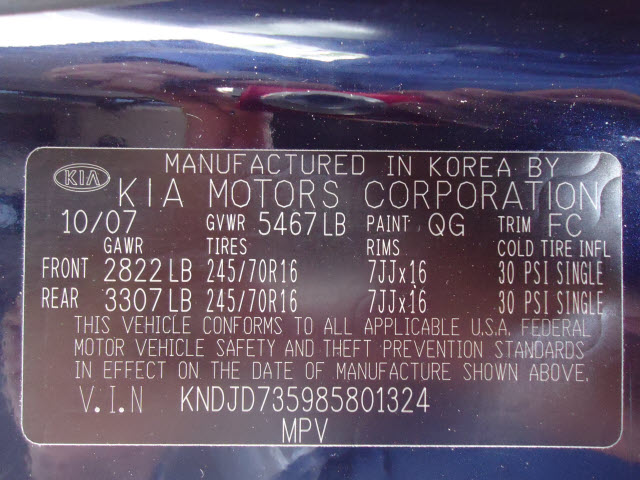 MANUFACTURED IN KOREA BY
KIA KIA MOTORS CORPORATION
10/07 GVWR 5467LB PAINT QG TRIM FC
GAWR TIRES RIMS COLD TIRE INFL
FRONT 2822LB 245/70R16 7JJx16 30 PSI SINGLE
REAR 3307LB 245/70R16 7JJx16 30 PSI SINGLE
THIS VEHICLE CONFORMS TO ALL APPLICABLE U.S.A. FEDERAL
MOTOR VEHICLE SAFETY AND THEFT PREVENTION STANDARDS
IN EFFECT ON THE DATE OF MANUFACTURE SHOWN ABOVE.
V.I.N KNDJD735985801324
MPV